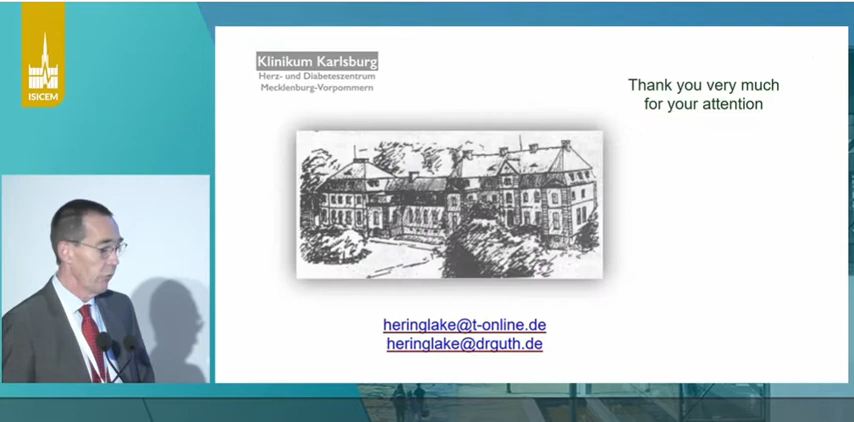 ISICEM
Klinikum Karlsburg
Herz- und Diabeteszentrum
Mecklenburg-Vorpommern
Thank you very much
for your attention
heringlake@t-online.de
heringlake@drguth.de